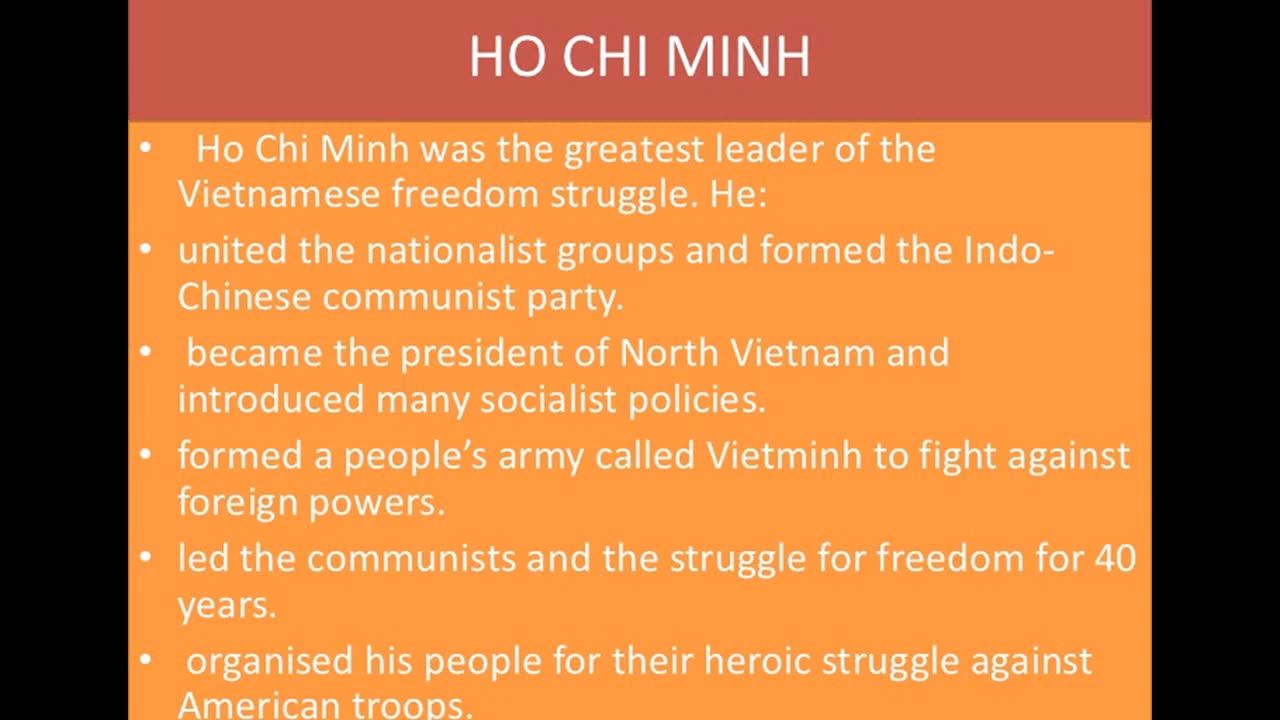 HO CHI MINH
• Ho Chi Minh was the greatest leader of the
Vietnamese freedom struggle. He:
• united the nationalist groups and formed the Indo-
Chinese communist party.
• became the president of North Vietnam and
introduced many socialist policies.
• formed a people’s army called Vietminh to fight against
foreign powers.
• led the communists and the struggle for freedom for 40
years.
• organised his people for their heroic struggle against
American troops.